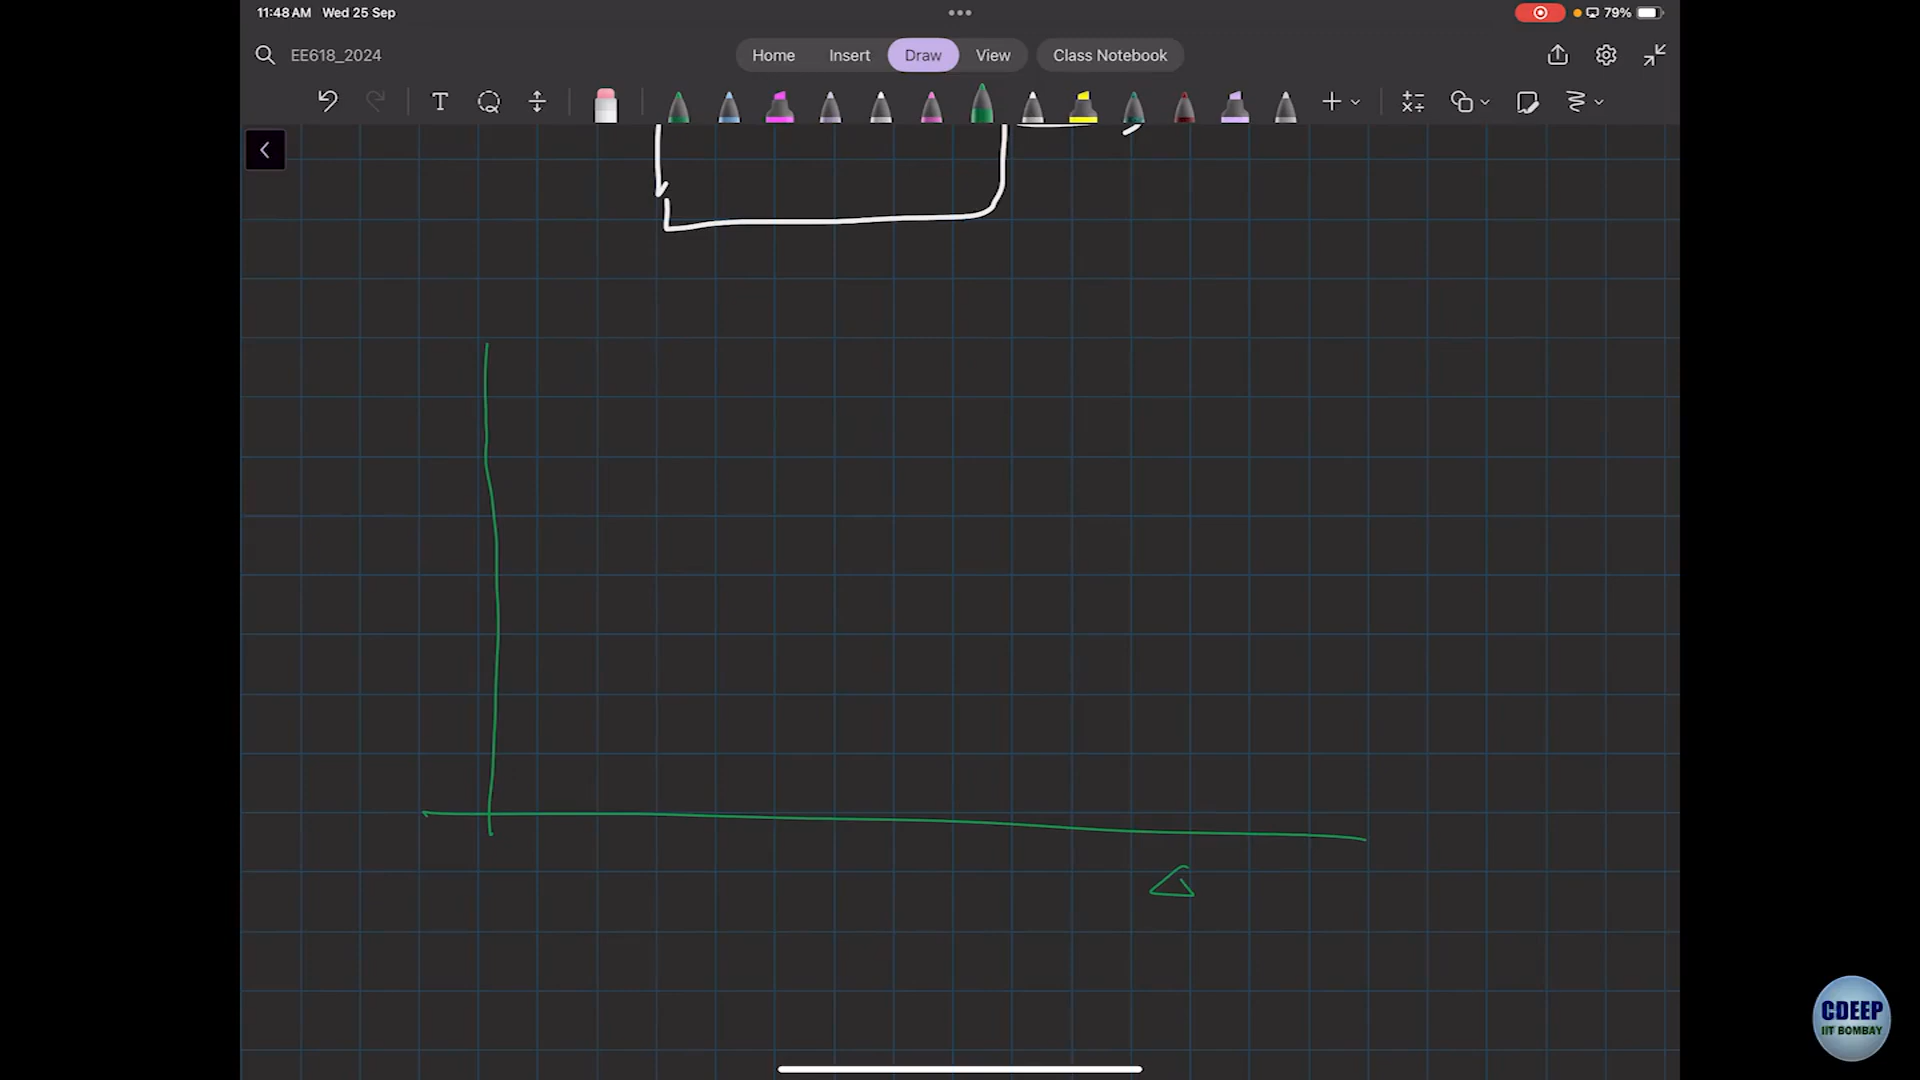 11:48 AM Wed 25 Sep
79%
EE618_2024
Home Insert Draw View Class Notebook
T
Δ
CDEEP
IIT BOMBAY